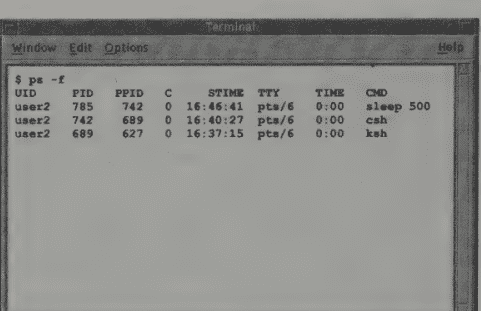 Terminal
Window Edit Options Help
$ ps -f
UID PID PPID C STIME TTY TIME CMD
user2 785 742 0 16:46:41 pts/6 0:00 sleep 500
user2 742 689 0 16:40:27 pts/6 0:00 csh
user2 689 627 0 16:37:15 pts/6 0:00 ksh